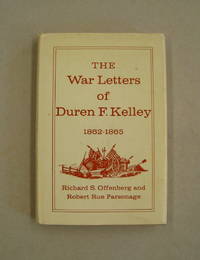 THE
War Letters
of
Duren F. Kelley
1862-1865
Richard S. Offenberg and
Robert Rue Parsonage